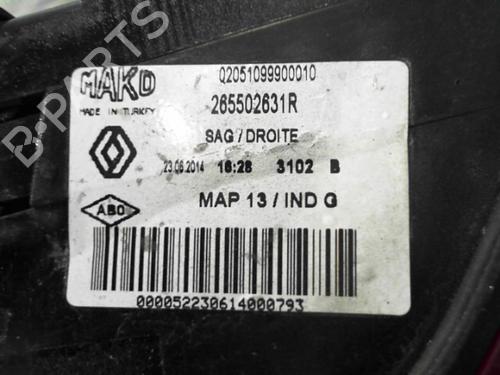 MAKO
MADE IN TURKEY
Q2051099900010
265502631R
SAG / DROITE
23.06.2014 16:28 3102 B
ABO
MAP 13 / IND G
000052230614000793
B-PARTS